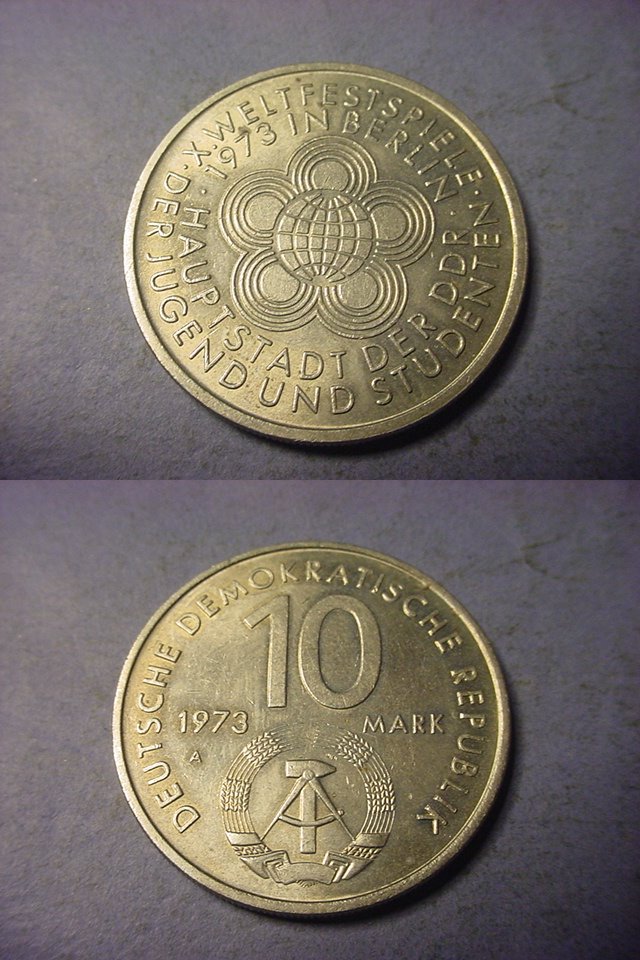 X. WELTFESTSPIELE · DER JUGEND UND STUDENTEN ·
1973 IN BERLIN · HAUPTSTADT DER DDR ·
DEUTSCHE DEMOKRATISCHE REPUBLIK
10
1973 MARK
A